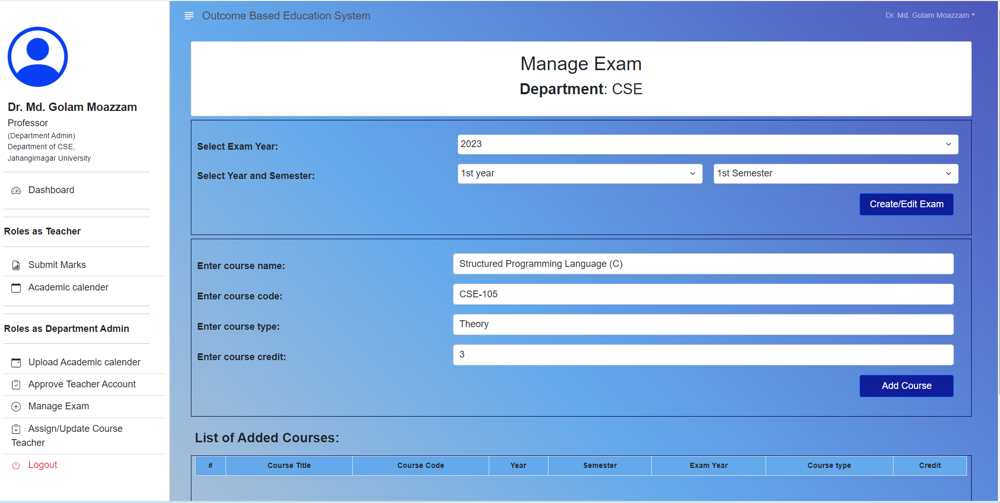 Outcome Based Education System
Dr. Md. Golam Moazzam
Dr. Md. Golam Moazzam
Professor
(Department Admin)
Department of CSE,
Jahangirnagar University
Dashboard
Roles as Teacher
Submit Marks
Academic calender
Roles as Department Admin
Upload Academic calender
Approve Teacher Account
Manage Exam
Assign/Update Course
Teacher
Logout
Manage Exam
Department: CSE
Select Exam Year:
2023
Select Year and Semester:
1st year
1st Semester
Create/Edit Exam
Enter course name:
Structured Programming Language (C)
Enter course code:
CSE-105
Enter course type:
Theory
Enter course credit:
3
Add Course
List of Added Courses:
# Course Title Course Code Year Semester Exam Year Course type Credit